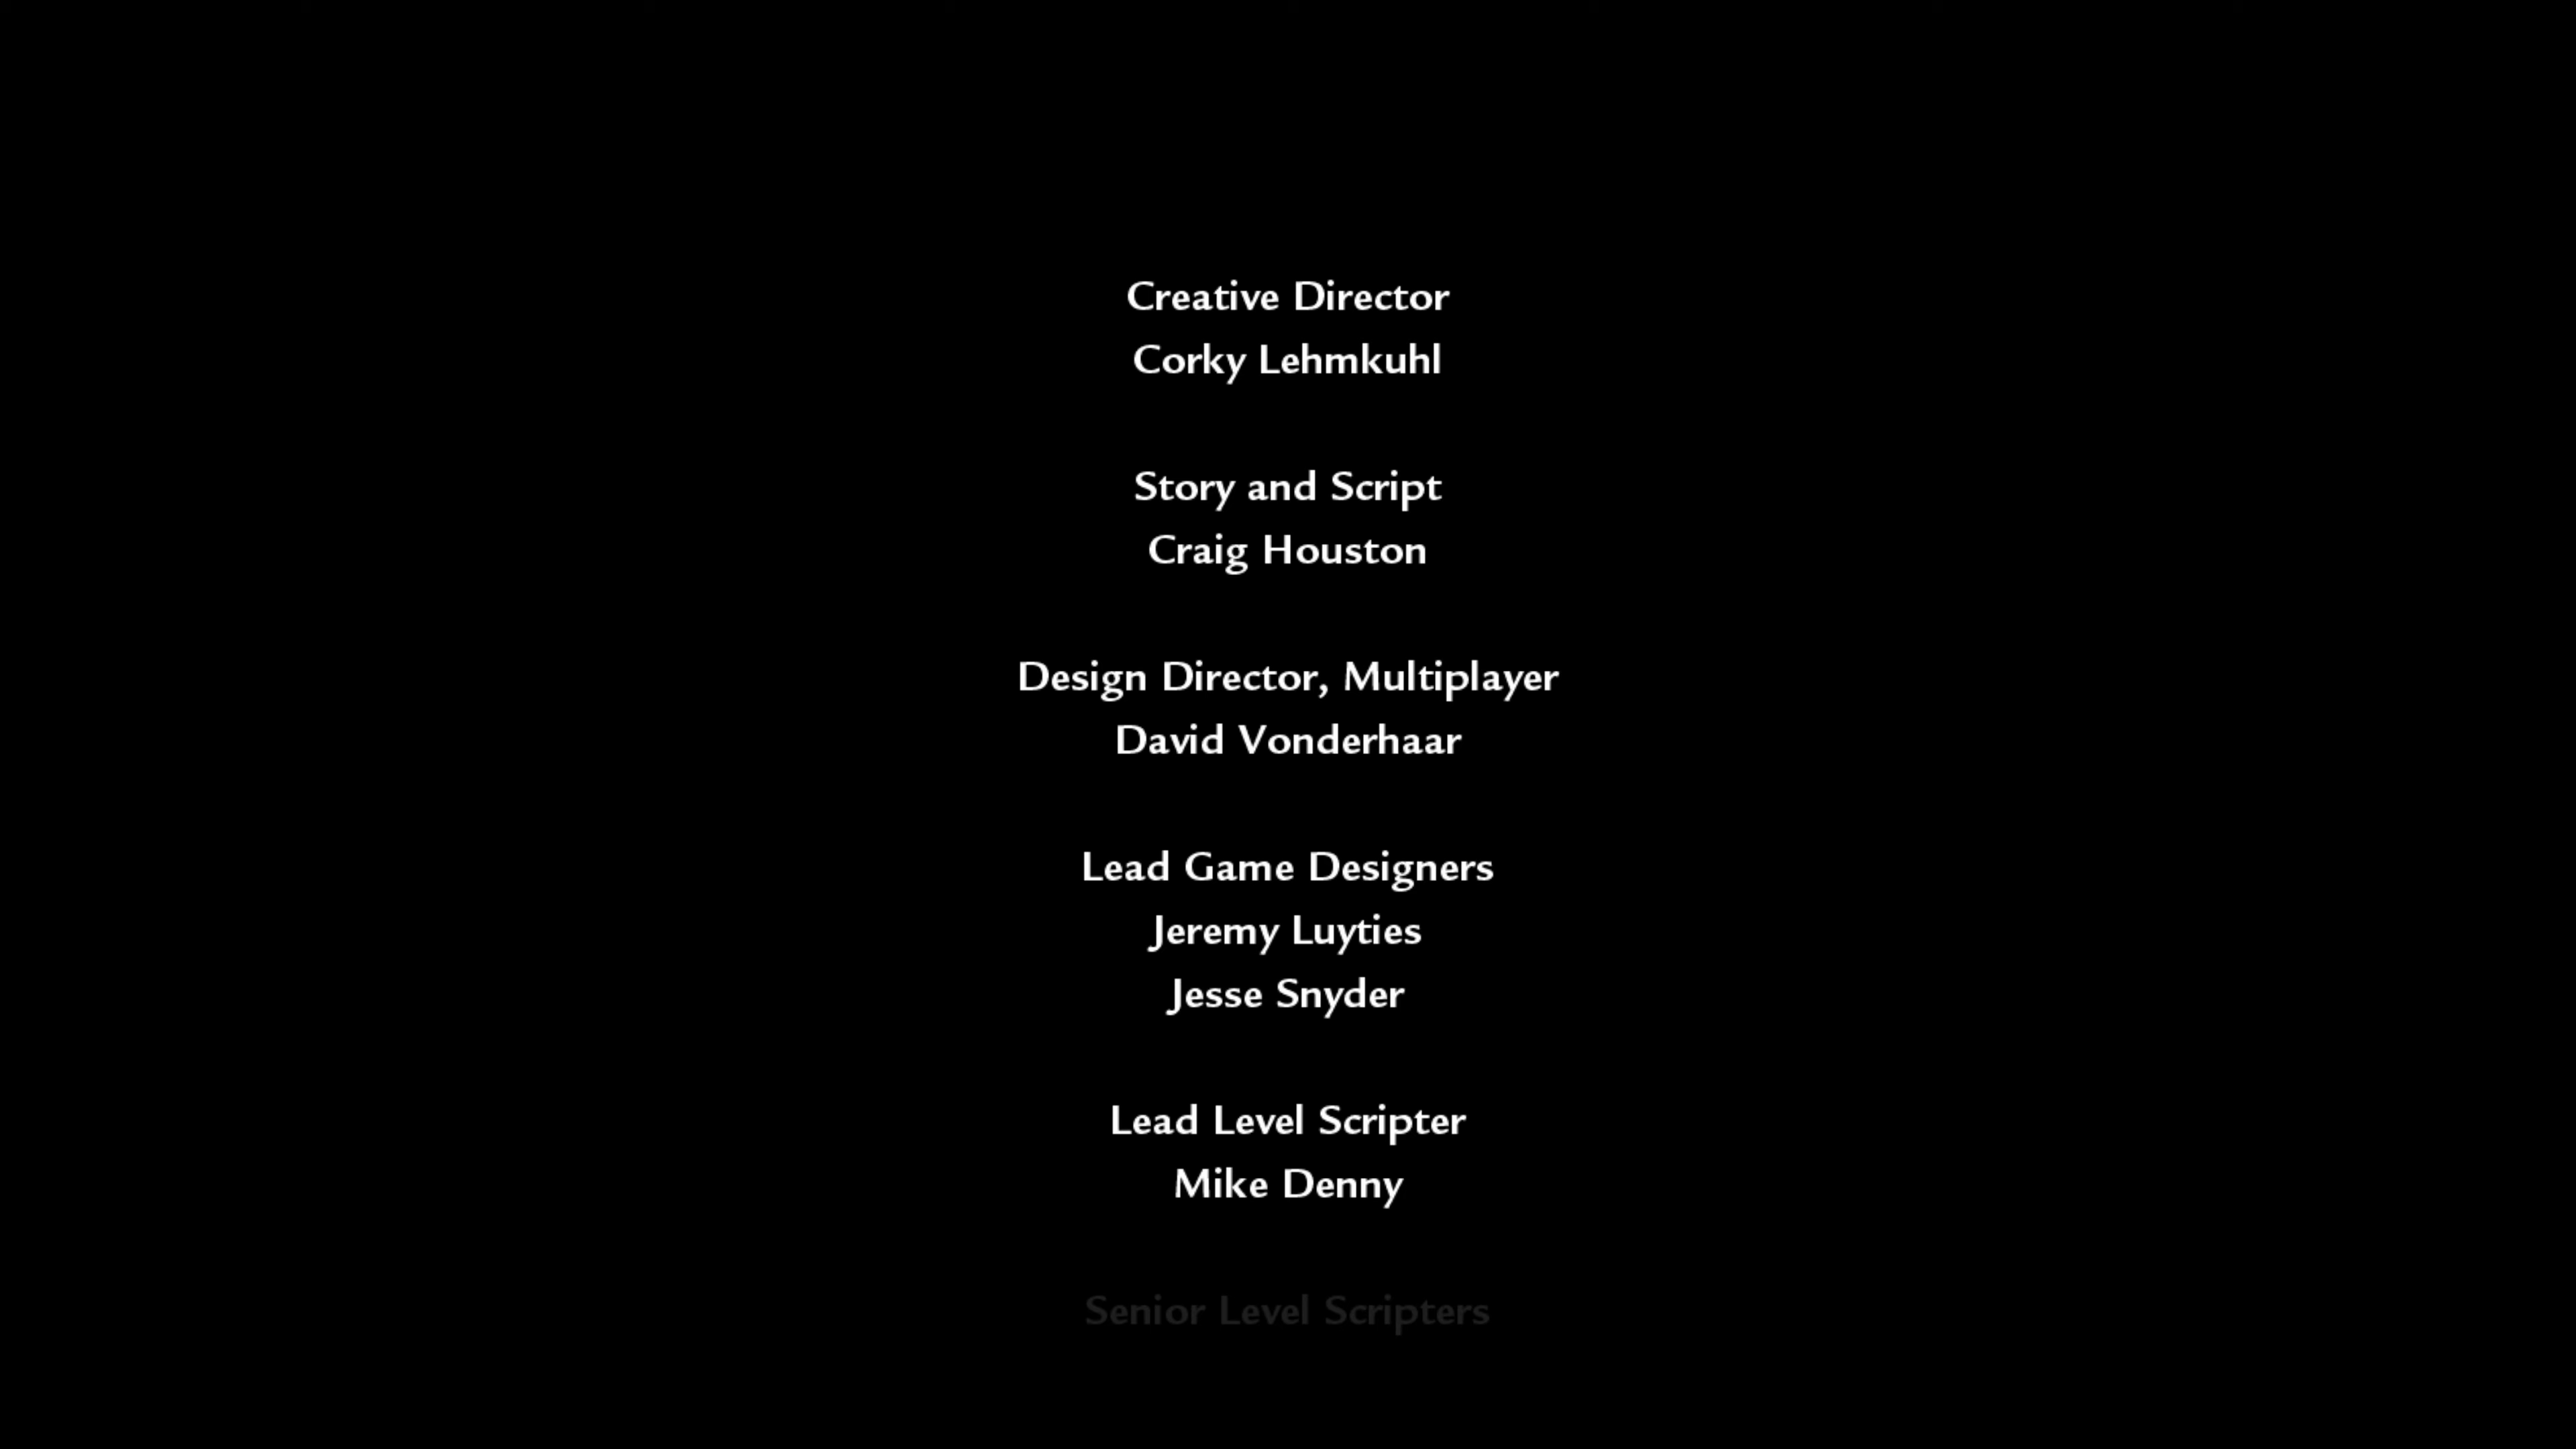 Creative Director
Corky Lehmkuhl
Story and Script
Craig Houston
Design Director, Multiplayer
David Vonderhaar
Lead Game Designers
Jeremy Luyties
Jesse Snyder
Lead Level Scripter
Mike Denny
Senior Level Scripters